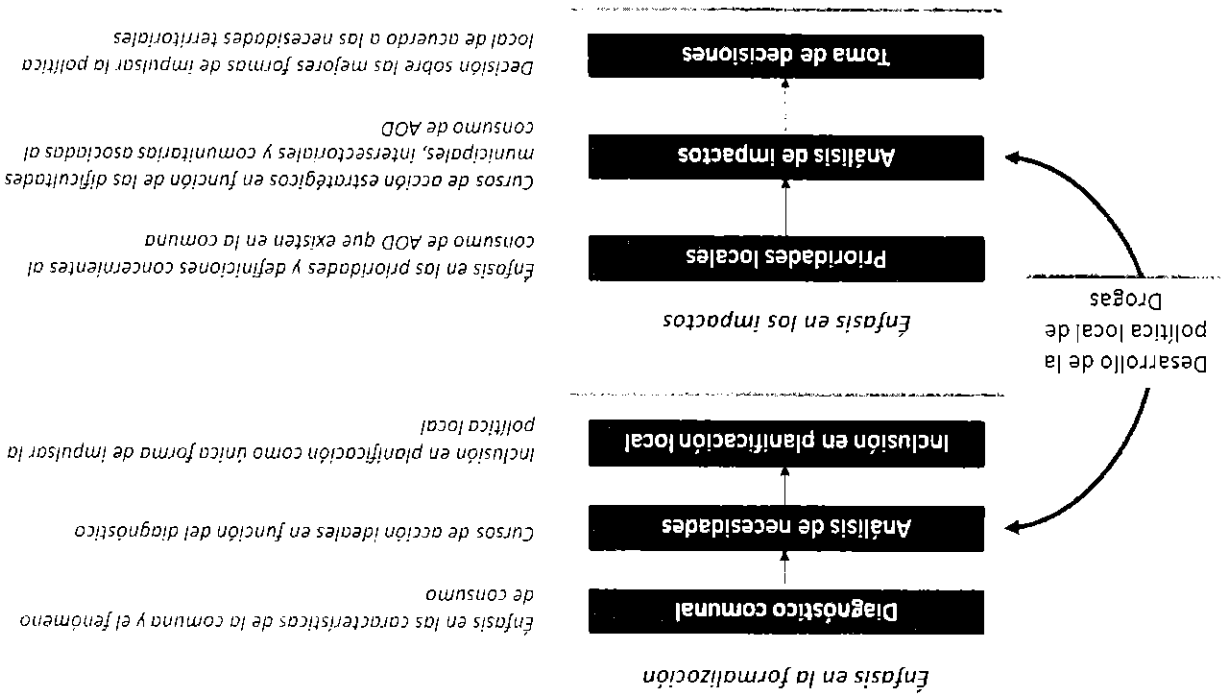 Énfasis en la formalización
Diagnóstico comunal
Énfasis en las características de la comuna y el fenómeno
de consumo
Análisis de necesidades
Cursos de acción ideales en función del diagnóstico
Inclusión en planificación local
Inclusión en planificación como única forma de impulsar la
política local
Desarrollo de la
política local de
Drogas
Énfasis en los impactos
Prioridades locales
Énfasis en las prioridades y definiciones concernientes al
consumo de AOD que existen en la comuna
Análisis de impactos
Cursos de acción estratégicos en función de las dificultades
municipales, intersectoriales y comunitarias asociadas al
consumo de AOD
Toma de decisiones
Decisión sobre las mejores formas de impulsar la política
local de acuerdo a las necesidades territoriales